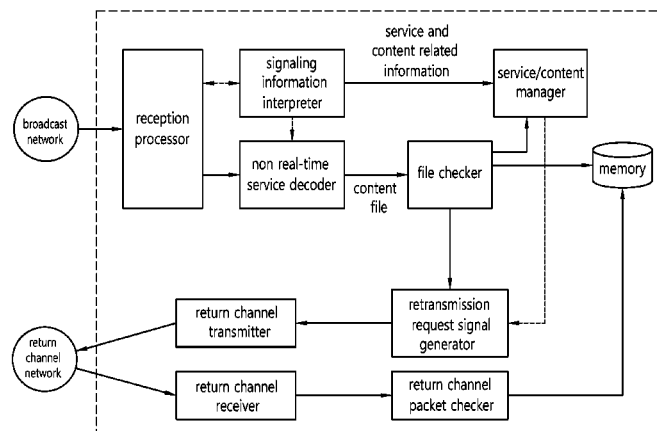 service and
content related
information
signaling
information
interpreter
service/content
manager
reception
processor
broadcast
network
non real-time
service decoder
content
file
file checker
memory
return channel
transmitter
retransmission
request signal
generator
return
channel
network
return channel
receiver
return channel
packet checker